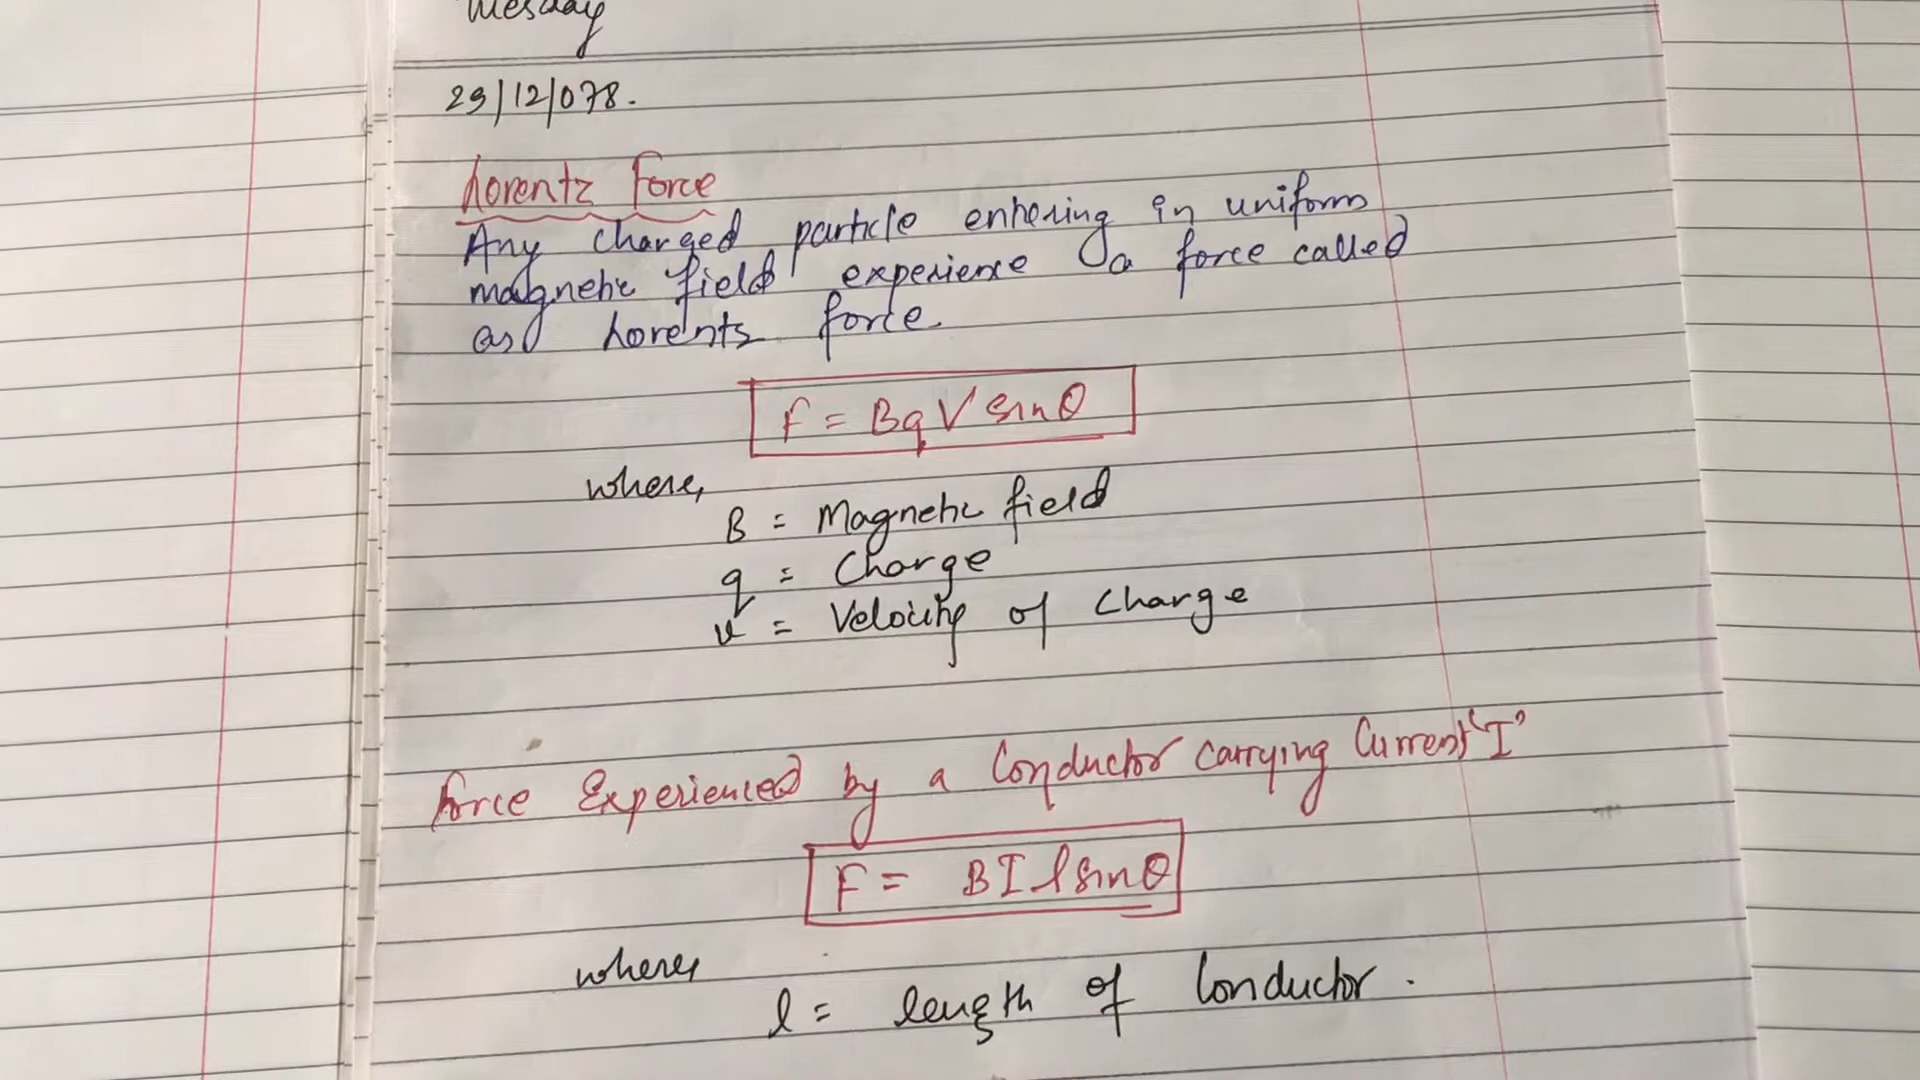 Tuesday
29/12/078.
Lorentz Force
Any charged particle entering in uniform
magnetic field experience a force called
as Lorents force.
F = BqV sinθ
where,
B = Magnetic field
q = Charge
v = Velocity of Charge
Force Experienced by a Conductor carrying Current 'I'
F = BIl sinθ
where,
l = length of Conductor.